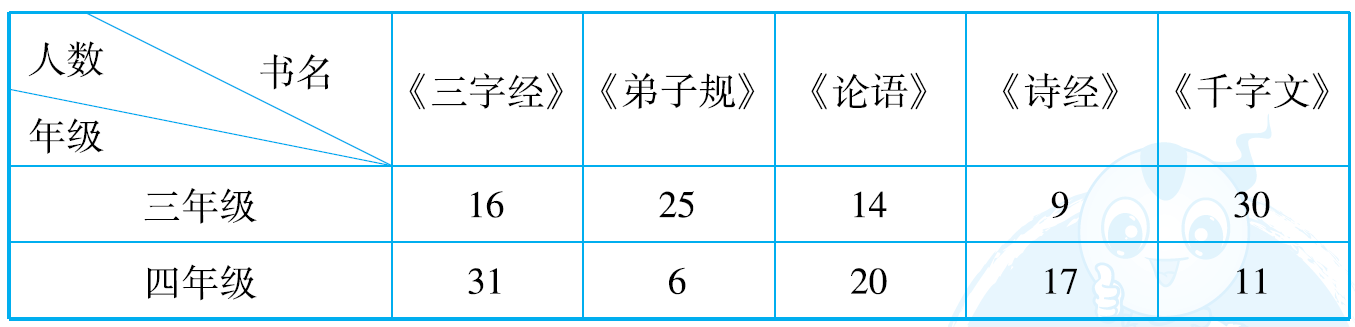 人数 书名 年级 《三字经》 《弟子规》 《论语》 《诗经》 《千字文》
三年级 16 25 14 9 30
四年级 31 6 20 17 11